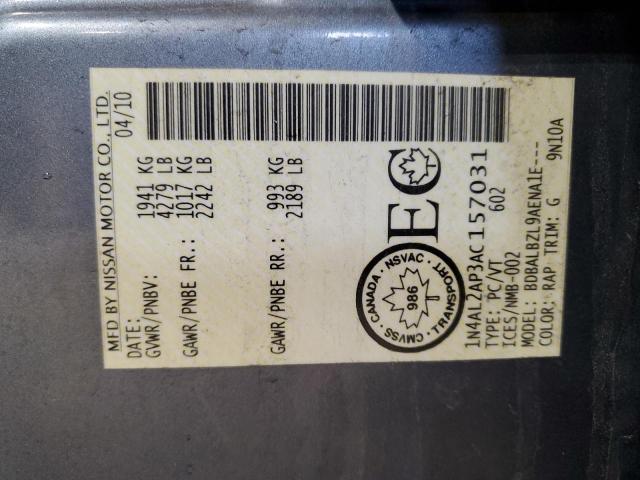 MFD BY NISSAN MOTOR CO., LTD.
DATE: 04/10
GVWR/PNBV: 1941 KG
4279 LB
GAWR/PNBE FR.: 1017 KG
2242 LB
GAWR/PNBE RR.: 993 KG
2189 LB
CANADA · NSVAC · TRANSPORT · CMVSS
986
EC
1N4AL2AP3AC157031
TYPE: PC/VT 602
ICES/NMB-002
MODEL: BDBALBZL9AENA1E---
COLOR: RAP TRIM: G 9N10A